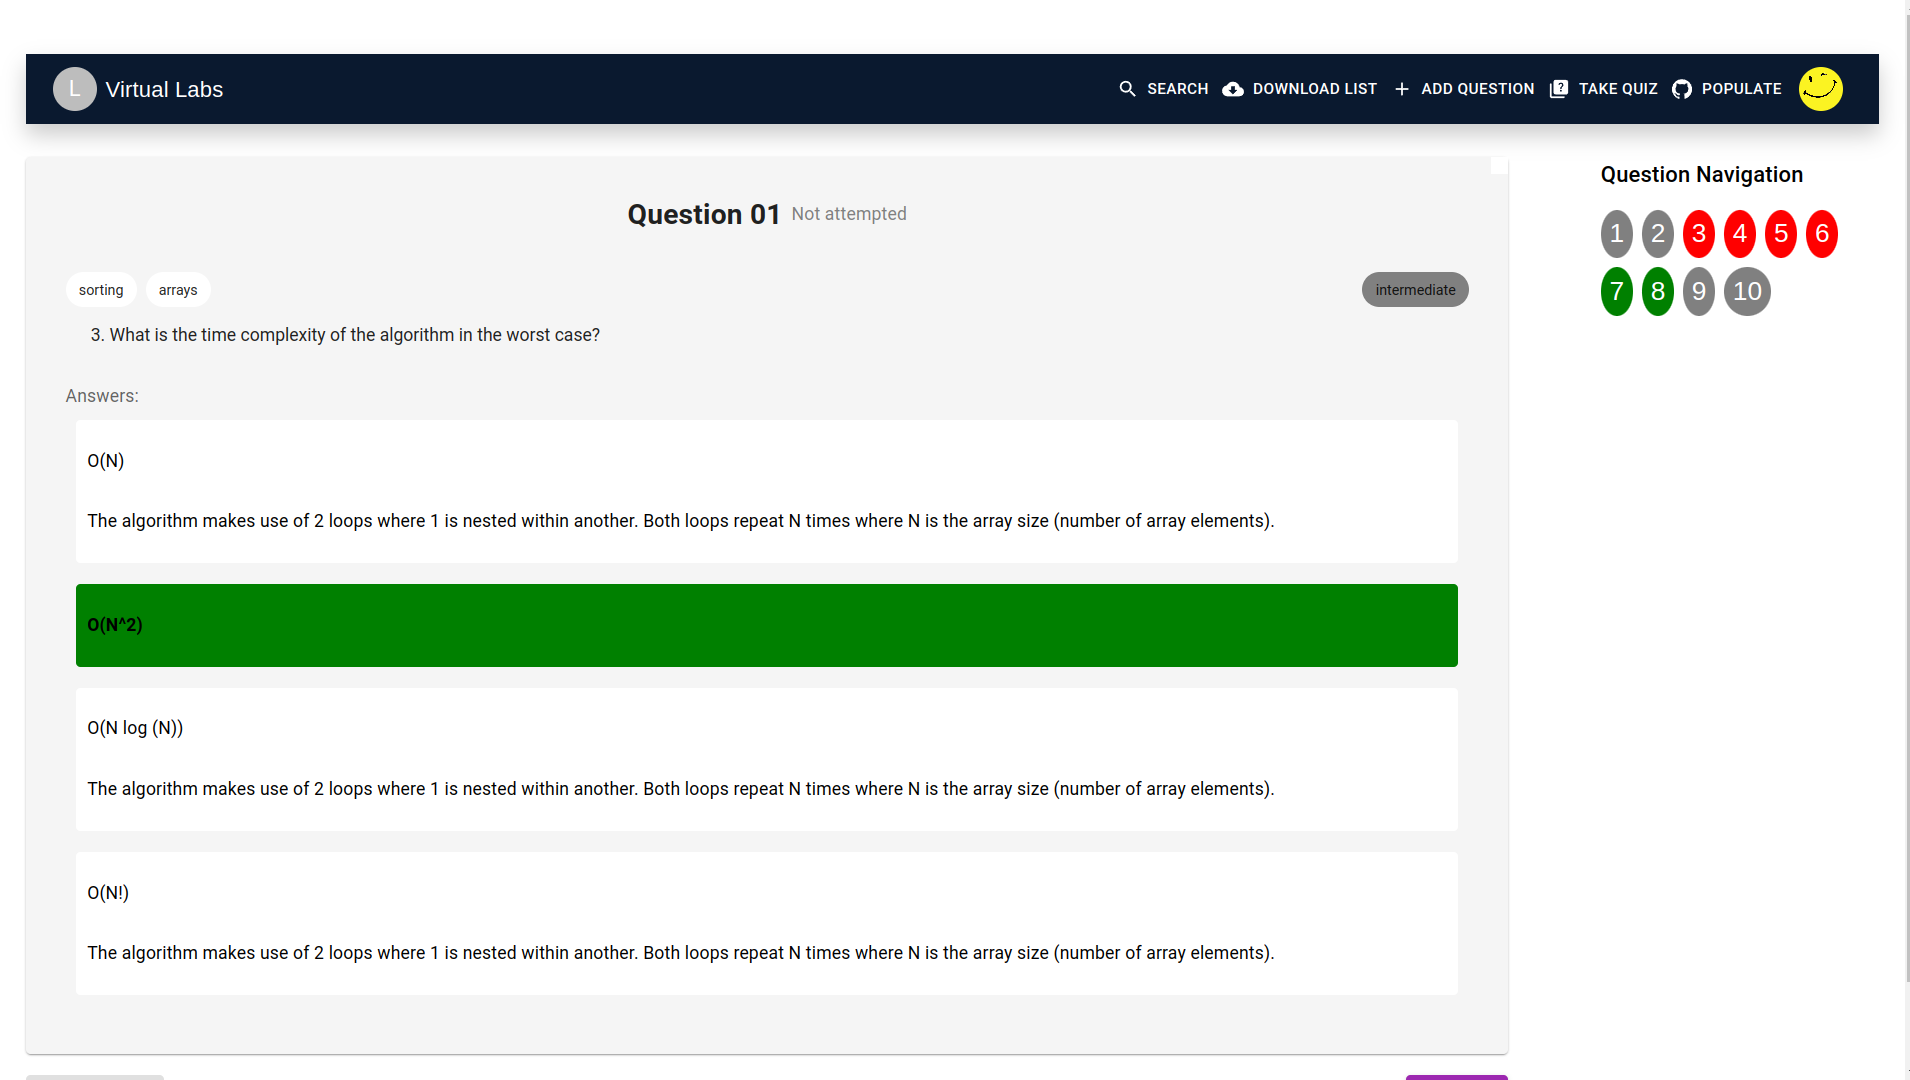 L Virtual Labs SEARCH DOWNLOAD LIST ADD QUESTION TAKE QUIZ POPULATE
Question 01 Not attempted
sorting arrays intermediate
3. What is the time complexity of the algorithm in the worst case?
Answers:
O(N)
The algorithm makes use of 2 loops where 1 is nested within another. Both loops repeat N times where N is the array size (number of array elements).
O(N^2)
O(N log (N))
The algorithm makes use of 2 loops where 1 is nested within another. Both loops repeat N times where N is the array size (number of array elements).
O(N!)
The algorithm makes use of 2 loops where 1 is nested within another. Both loops repeat N times where N is the array size (number of array elements).
Question Navigation
1 2 3 4 5 6
7 8 9 10